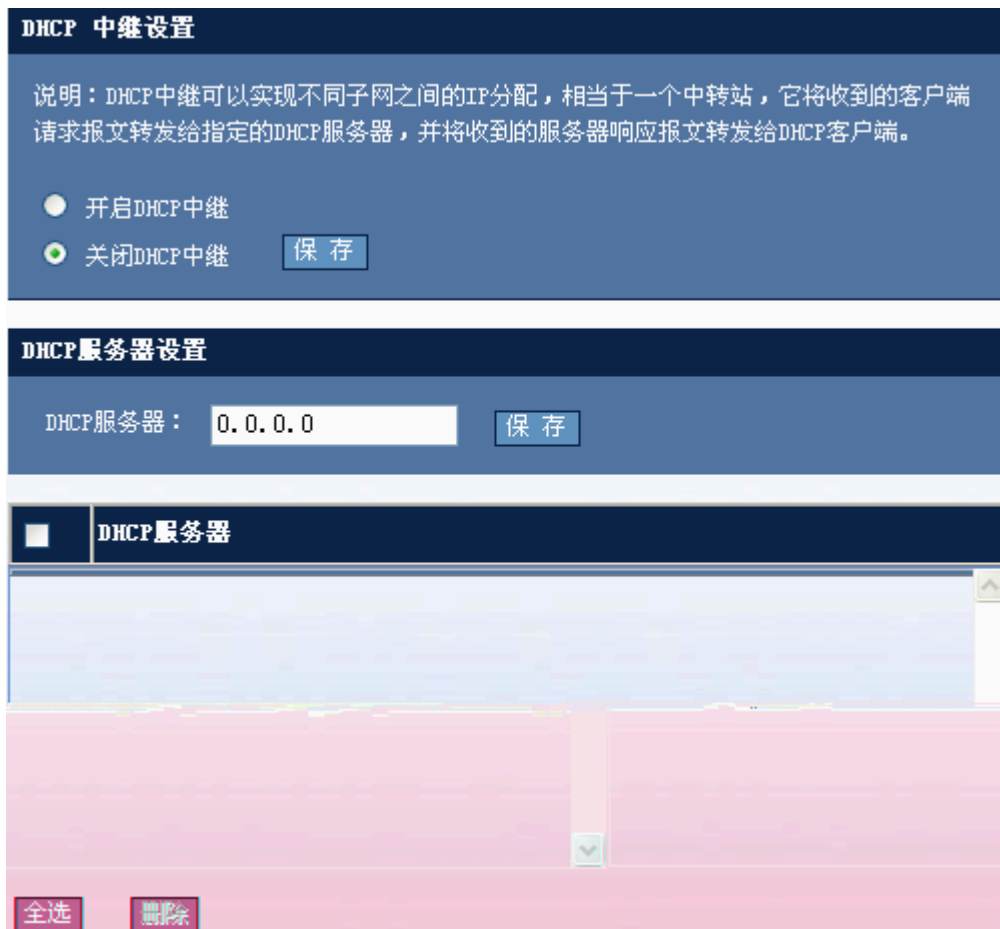 DHCP 中继设置
说明：DHCP中继可以实现不同子网之间的IP分配，相当于一个中转站，它将收到的客户端
请求报文转发给指定的DHCP服务器，并将收到的服务器响应报文转发给DHCP客户端。
开启DHCP中继
关闭DHCP中继 保 存
DHCP服务器设置
DHCP服务器： 0.0.0.0 保 存
DHCP服务器
全选 删除